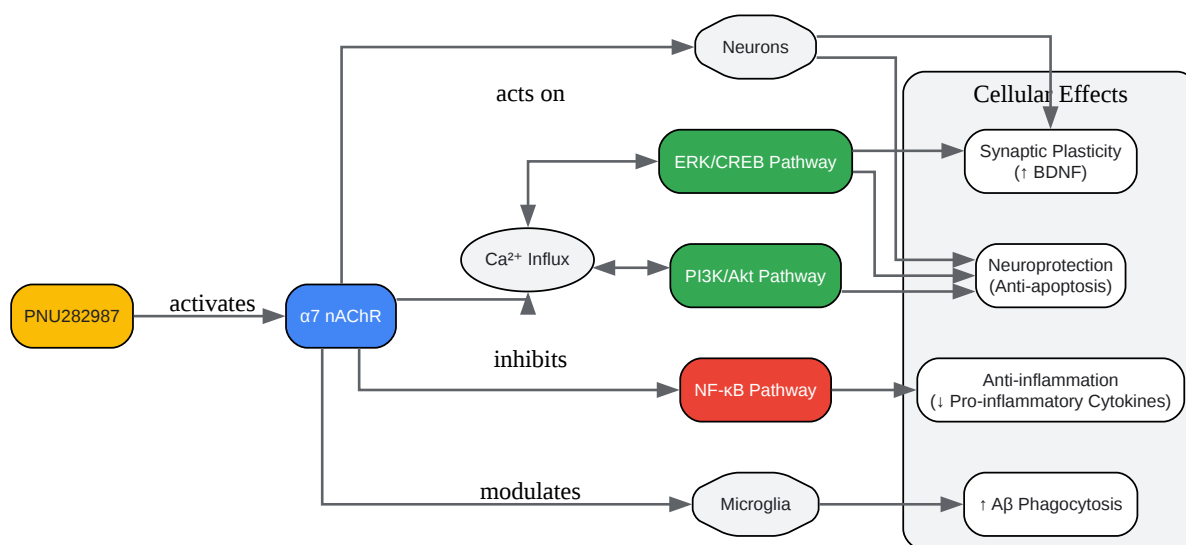 Neurons
acts on
Cellular Effects
ERK/CREB Pathway
Synaptic Plasticity
(↑ BDNF)
Ca²⁺ Influx
PI3K/Akt Pathway
Neuroprotection
(Anti-apoptosis)
PNU282987
activates
α7 nAChR
inhibits
NF-κB Pathway
Anti-inflammation
(↓ Pro-inflammatory Cytokines)
modulates
Microglia
↑ Aβ Phagocytosis